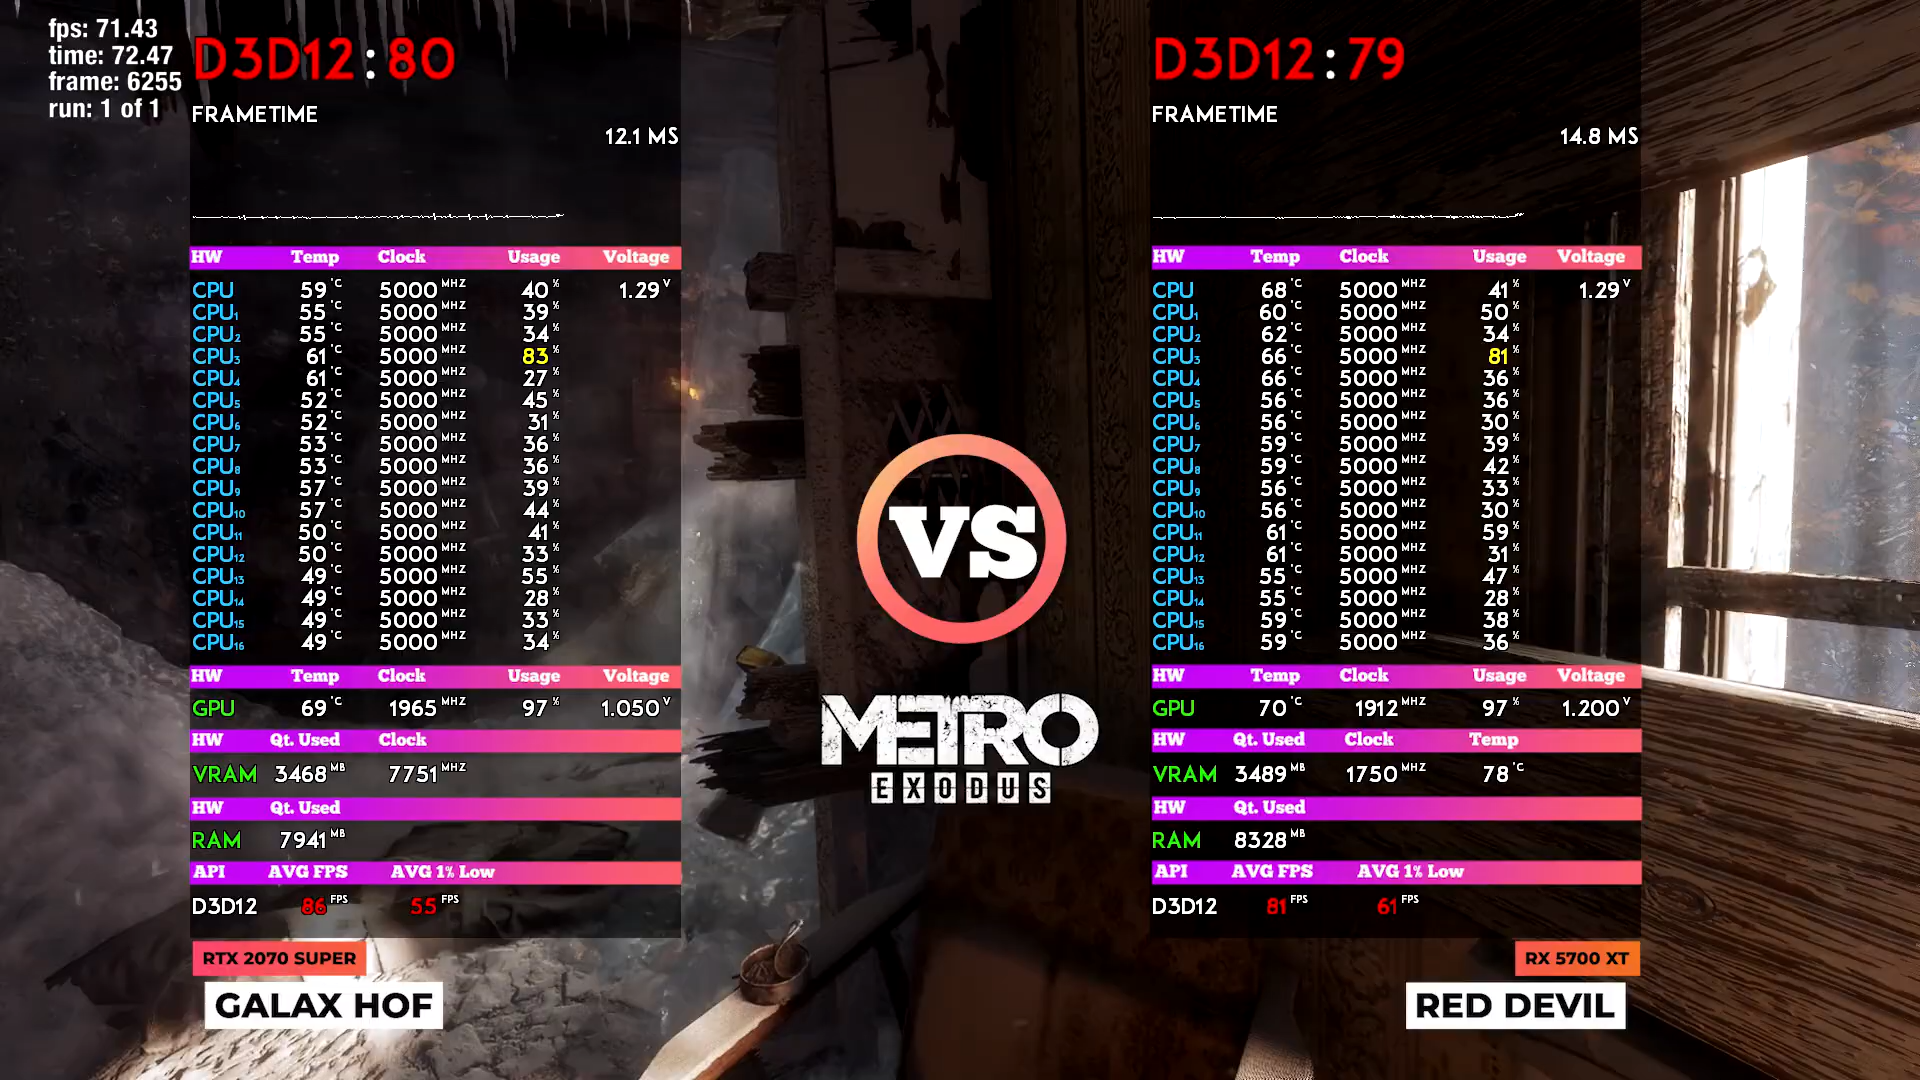 fps: 71.43
time: 72.47
frame: 6255
run: 1 of 1
D3D12 : 80
FRAMETIME
12.1 MS
HW Temp Clock Usage Voltage
CPU 59 °C 5000 MHZ 40 % 1.29 V
CPU1 55 °C 5000 MHZ 39 %
CPU2 55 °C 5000 MHZ 34 %
CPU3 61 °C 5000 MHZ 83 %
CPU4 61 °C 5000 MHZ 27 %
CPU5 52 °C 5000 MHZ 45 %
CPU6 52 °C 5000 MHZ 31 %
CPU7 53 °C 5000 MHZ 36 %
CPU8 53 °C 5000 MHZ 36 %
CPU9 57 °C 5000 MHZ 39 %
CPU10 57 °C 5000 MHZ 44 %
CPU11 50 °C 5000 MHZ 41 %
CPU12 50 °C 5000 MHZ 33 %
CPU13 49 °C 5000 MHZ 55 %
CPU14 49 °C 5000 MHZ 28 %
CPU15 49 °C 5000 MHZ 33 %
CPU16 49 °C 5000 MHZ 34 %
HW Temp Clock Usage Voltage
GPU 69 °C 1965 MHZ 97 % 1.050 V
HW Qt. Used Clock
VRAM 3468 MB 7751 MHZ
HW Qt. Used
RAM 7941 MB
API AVG FPS AVG 1% Low
D3D12 86 FPS 55 FPS
RTX 2070 SUPER
GALAX HOF
VS
METRO
EXODUS
D3D12 : 79
FRAMETIME
14.8 MS
HW Temp Clock Usage Voltage
CPU 68 °C 5000 MHZ 41 % 1.29 V
CPU1 60 °C 5000 MHZ 50 %
CPU2 62 °C 5000 MHZ 34 %
CPU3 66 °C 5000 MHZ 81 %
CPU4 66 °C 5000 MHZ 36 %
CPU5 56 °C 5000 MHZ 36 %
CPU6 56 °C 5000 MHZ 30 %
CPU7 59 °C 5000 MHZ 39 %
CPU8 59 °C 5000 MHZ 42 %
CPU9 56 °C 5000 MHZ 33 %
CPU10 56 °C 5000 MHZ 30 %
CPU11 61 °C 5000 MHZ 59 %
CPU12 61 °C 5000 MHZ 31 %
CPU13 55 °C 5000 MHZ 47 %
CPU14 55 °C 5000 MHZ 28 %
CPU15 59 °C 5000 MHZ 38 %
CPU16 59 °C 5000 MHZ 36 %
HW Temp Clock Usage Voltage
GPU 70 °C 1912 MHZ 97 % 1.200 V
HW Qt. Used Clock Temp
VRAM 3489 MB 1750 MHZ 78 °C
HW Qt. Used
RAM 8328 MB
API AVG FPS AVG 1% Low
D3D12 81 FPS 61 FPS
RX 5700 XT
RED DEVIL